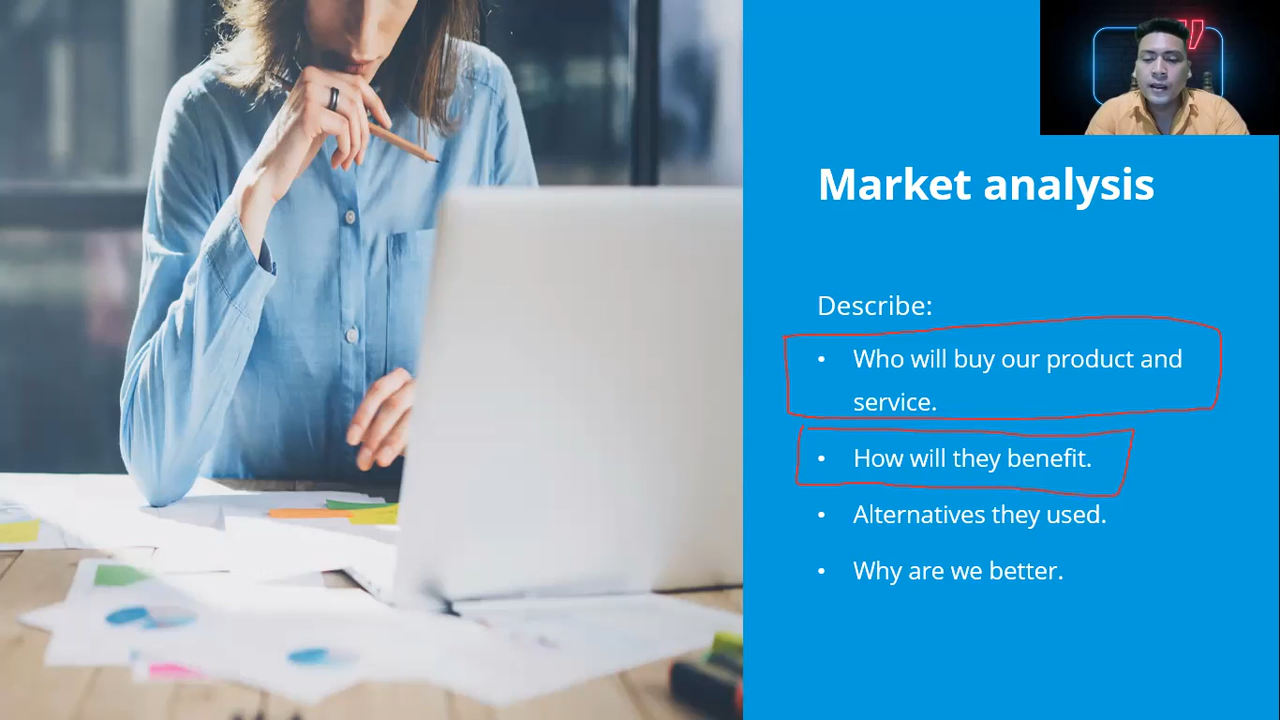 Market analysis
Describe:
• Who will buy our product and
service.
• How will they benefit.
• Alternatives they used.
• Why are we better.